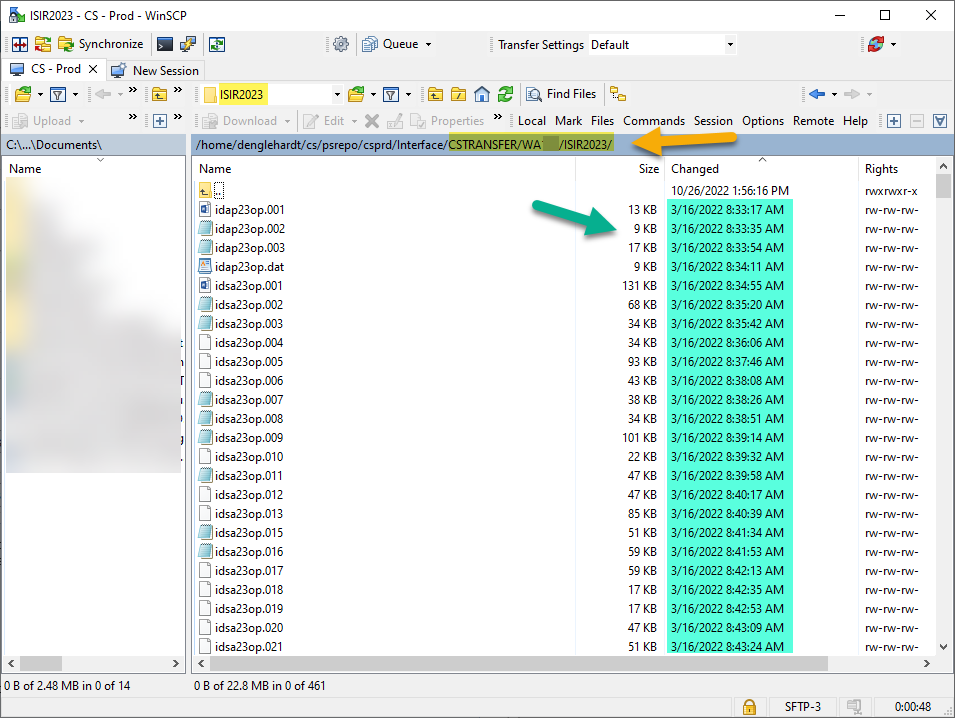 ISIR2023 - CS - Prod - WinSCP
Synchronize Queue Transfer Settings Default
CS - Prod New Session
ISIR2023 Find Files
Upload Download Edit Properties Local Mark Files Commands Session Options Remote Help
C:\...\Documents\ /home/denglehardt/cs/psrepo/csprd/Interface/CSTRANSFER/WA /ISIR2023/
Name Name Size Changed Rights
.. 10/26/2022 1:56:16 PM rwxrwxr-x
idap23op.001 13 KB 3/16/2022 8:33:17 AM rw-rw-rw-
idap23op.002 9 KB 3/16/2022 8:33:35 AM rw-rw-rw-
idap23op.003 17 KB 3/16/2022 8:33:54 AM rw-rw-rw-
idap23op.dat 9 KB 3/16/2022 8:34:11 AM rw-rw-rw-
idsa23op.001 131 KB 3/16/2022 8:34:55 AM rw-rw-rw-
idsa23op.002 68 KB 3/16/2022 8:35:20 AM rw-rw-rw-
idsa23op.003 34 KB 3/16/2022 8:35:42 AM rw-rw-rw-
idsa23op.004 34 KB 3/16/2022 8:36:06 AM rw-rw-rw-
idsa23op.005 93 KB 3/16/2022 8:37:46 AM rw-rw-rw-
idsa23op.006 43 KB 3/16/2022 8:38:08 AM rw-rw-rw-
idsa23op.007 38 KB 3/16/2022 8:38:26 AM rw-rw-rw-
idsa23op.008 34 KB 3/16/2022 8:38:51 AM rw-rw-rw-
idsa23op.009 101 KB 3/16/2022 8:39:14 AM rw-rw-rw-
idsa23op.010 22 KB 3/16/2022 8:39:32 AM rw-rw-rw-
idsa23op.011 47 KB 3/16/2022 8:39:58 AM rw-rw-rw-
idsa23op.012 47 KB 3/16/2022 8:40:17 AM rw-rw-rw-
idsa23op.013 85 KB 3/16/2022 8:40:39 AM rw-rw-rw-
idsa23op.015 51 KB 3/16/2022 8:41:34 AM rw-rw-rw-
idsa23op.016 59 KB 3/16/2022 8:41:53 AM rw-rw-rw-
idsa23op.017 59 KB 3/16/2022 8:42:13 AM rw-rw-rw-
idsa23op.018 17 KB 3/16/2022 8:42:35 AM rw-rw-rw-
idsa23op.019 17 KB 3/16/2022 8:42:53 AM rw-rw-rw-
idsa23op.020 47 KB 3/16/2022 8:43:09 AM rw-rw-rw-
idsa23op.021 51 KB 3/16/2022 8:43:24 AM rw-rw-rw-
0 B of 2.48 MB in 0 of 14 0 B of 22.8 MB in 0 of 461
SFTP-3 0:00:48